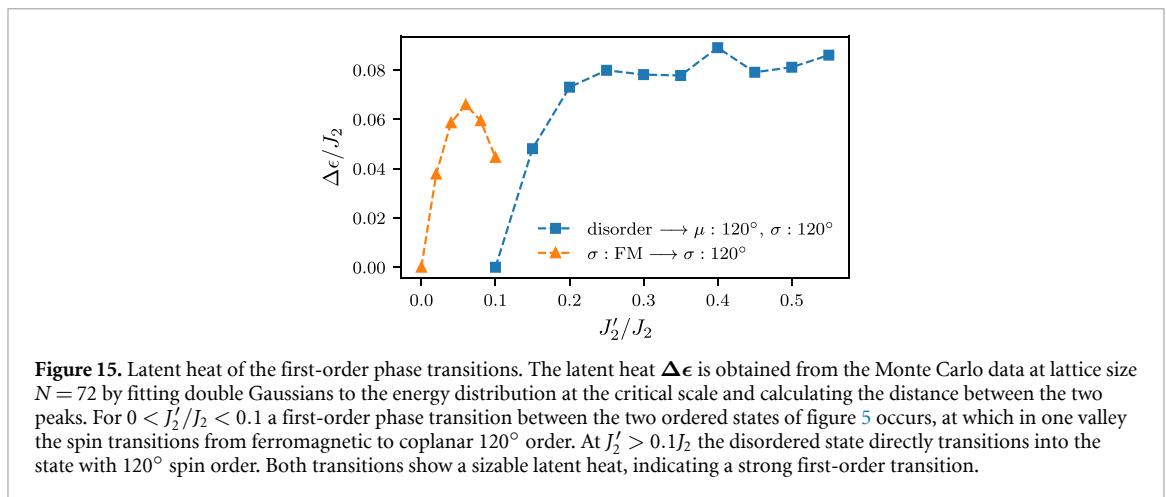 0.08
0.06
0.04
0.02
0.00
Δϵ/J₂
disorder ⟶ μ : 120°, σ : 120°
σ : FM ⟶ σ : 120°
0.0 0.1 0.2 0.3 0.4 0.5
J₂′/J₂
Figure 15. Latent heat of the first-order phase transitions. The latent heat Δϵ is obtained from the Monte Carlo data at lattice size
N = 72 by fitting double Gaussians to the energy distribution at the critical scale and calculating the distance between the two
peaks. For 0 < J₂′/J₂ < 0.1 a first-order phase transition between the two ordered states of figure 5 occurs, at which in one valley
the spin transitions from ferromagnetic to coplanar 120° order. At J₂′ > 0.1J₂ the disordered state directly transitions into the
state with 120° spin order. Both transitions show a sizable latent heat, indicating a strong first-order transition.